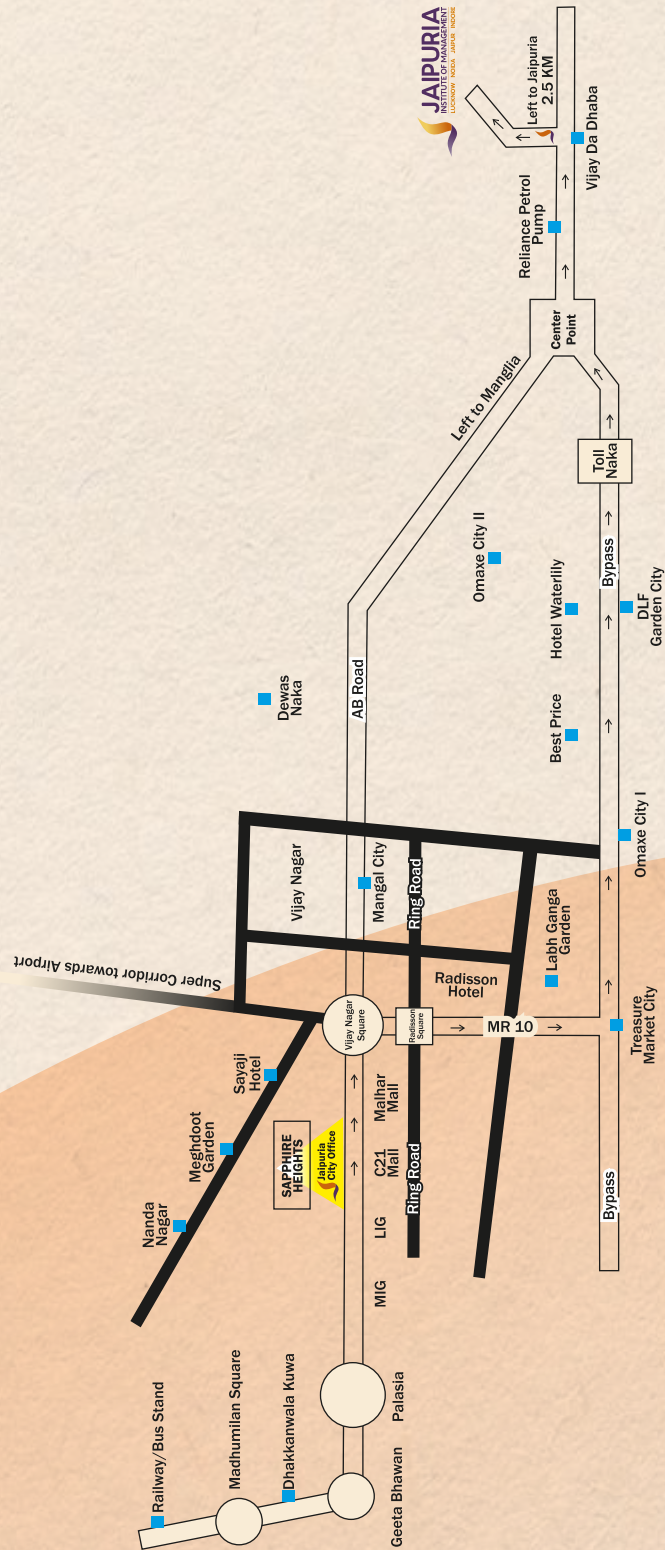 Railway/Bus Stand
Madhumilan Square
Dhakkanwala Kuwa
Geeta Bhawan
Palasia
MIG
LIG
C21
Mall
Malhar
Mall
SAPPHIRE
HEIGHTS
Jaipuria
City Office
Nanda
Nagar
Meghdoot
Garden
Sayaji
Hotel
Super Corridor towards Airport
Vijay Nagar
Square
Radisson
Square
Radisson
Hotel
Ring Road
Ring Road
MR 10
Bypass
Treasure
Market City
Labh Ganga
Garden
Vijay Nagar
Mangal City
Omaxe City I
Dewas
Naka
AB Road
Best Price
Hotel Waterlily
DLF
Garden City
Bypass
Omaxe City II
Toll
Naka
Left to Manglia
Center
Point
Reliance Petrol
Pump
Vijay Da Dhaba
Left to Jaipuria
2.5 KM
JAIPURIA
INSTITUTE OF MANAGEMENT
LUCKNOW NOIDA JAIPUR INDORE